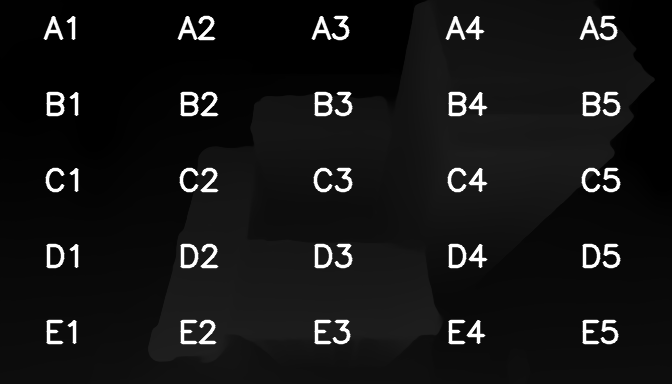 A1 A2 A3 A4 A5
B1 B2 B3 B4 B5
C1 C2 C3 C4 C5
D1 D2 D3 D4 D5
E1 E2 E3 E4 E5